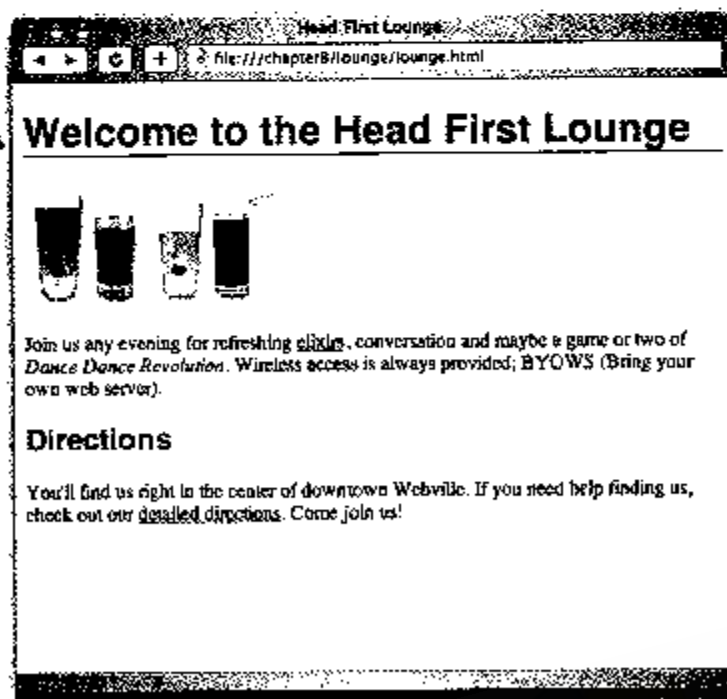 Head First Lounge
file:///chapter8/lounge/lounge.html
Welcome to the Head First Lounge
Join us any evening for refreshing elixirs, conversation and maybe a game or two of
Dance Dance Revolution. Wireless access is always provided; BYOWS (Bring your
own web server).
Directions
You'll find us right in the center of downtown Webville. If you need help finding us,
check out our detailed directions. Come join us!